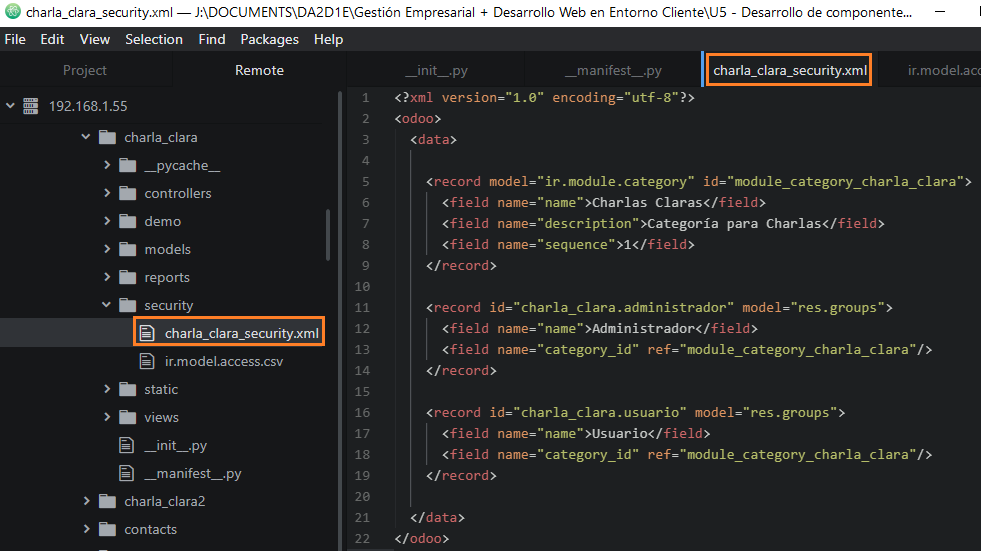 charla_clara_security.xml — J:\DOCUMENTS\DA2D1E\Gestión Empresarial + Desarrollo Web en Entorno Cliente\U5 - Desarrollo de componente...
File Edit View Selection Find Packages Help
Project Remote
192.168.1.55
charla_clara
__pycache__
controllers
demo
models
reports
security
charla_clara_security.xml
ir.model.access.csv
static
views
__init__.py
__manifest__.py
charla_clara2
contacts
__init__.py __manifest__.py charla_clara_security.xml ir.model.acc
1 <?xml version="1.0" encoding="utf-8"?>
2 <odoo>
3 <data>
4
5 <record model="ir.module.category" id="module_category_charla_clara">
6 <field name="name">Charlas Claras</field>
7 <field name="description">Categoría para Charlas</field>
8 <field name="sequence">1</field>
9 </record>
10
11 <record id="charla_clara.administrador" model="res.groups">
12 <field name="name">Administrador</field>
13 <field name="category_id" ref="module_category_charla_clara"/>
14 </record>
15
16 <record id="charla_clara.usuario" model="res.groups">
17 <field name="name">Usuario</field>
18 <field name="category_id" ref="module_category_charla_clara"/>
19 </record>
20
21 </data>
22 </odoo>